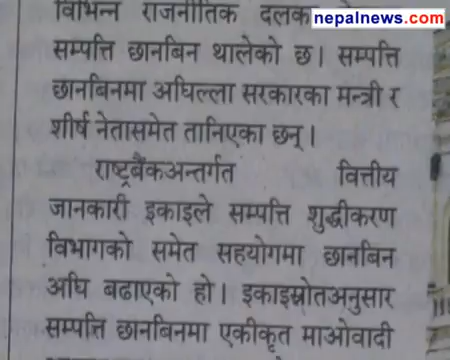 nepalnews.com
विभिन्न राजनीतिक दलका
सम्पत्ति छानबिन थालेको छ। सम्पत्ति
छानबिनमा अघिल्ला सरकारका मन्त्री र
शीर्ष नेतासमेत तानिएका छन्।
राष्ट्रबैंकअन्तर्गत वित्तीय
जानकारी इकाइले सम्पत्ति शुद्धीकरण
विभागको समेत सहयोगमा छानबिन
अघि बढाएको हो। इकाइस्रोतअनुसार
सम्पत्ति छानबिनमा एकीकृत माओवादी